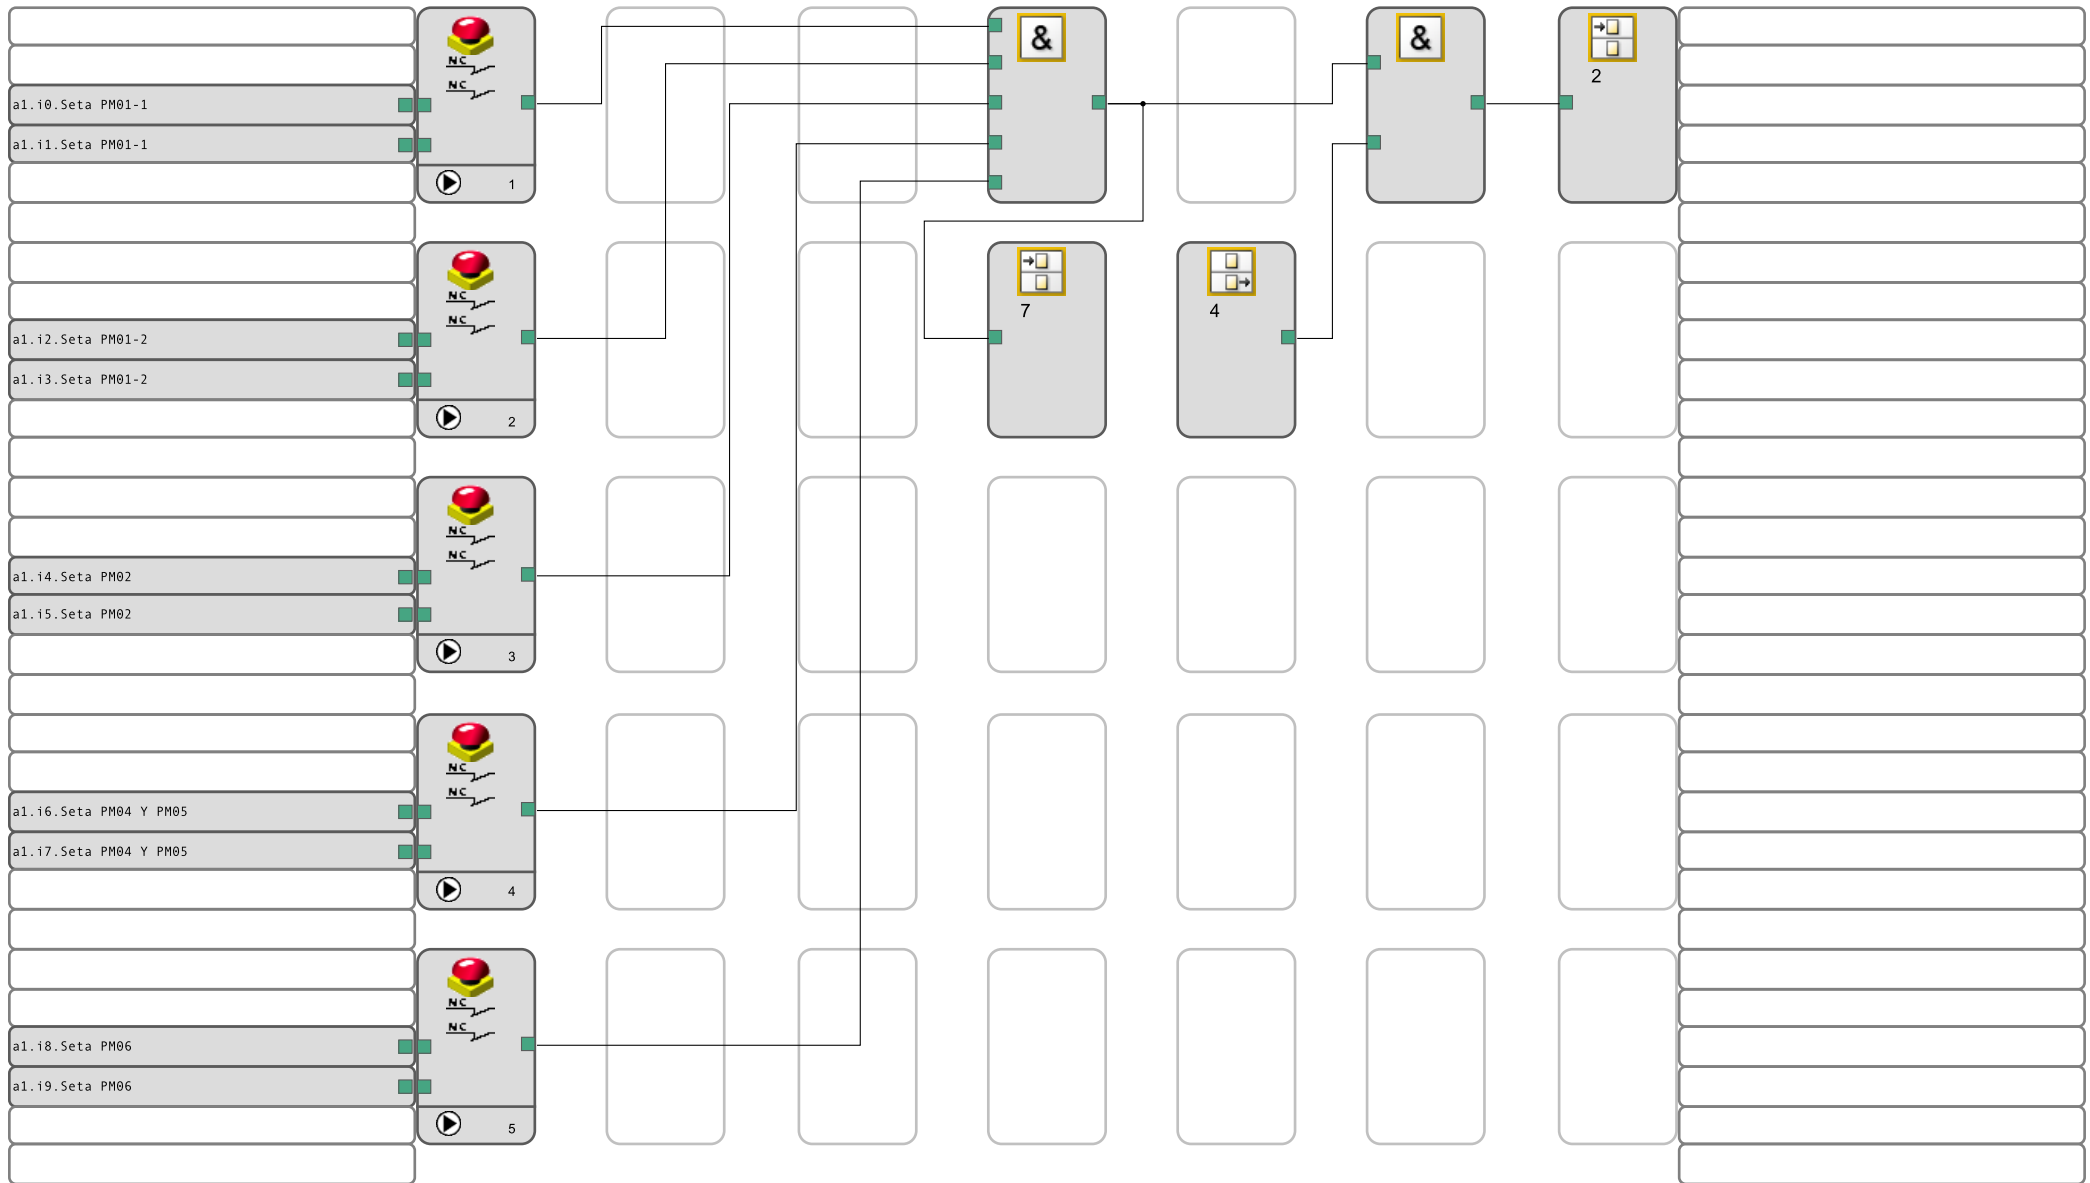 NC
NC
a1.i0.Seta PM01-1
a1.i1.Seta PM01-1
1
&
&
2
NC
NC
a1.i2.Seta PM01-2
a1.i3.Seta PM01-2
2
7
4
NC
NC
a1.i4.Seta PM02
a1.i5.Seta PM02
3
NC
NC
a1.i6.Seta PM04 Y PM05
a1.i7.Seta PM04 Y PM05
4
NC
NC
a1.i8.Seta PM06
a1.i9.Seta PM06
5